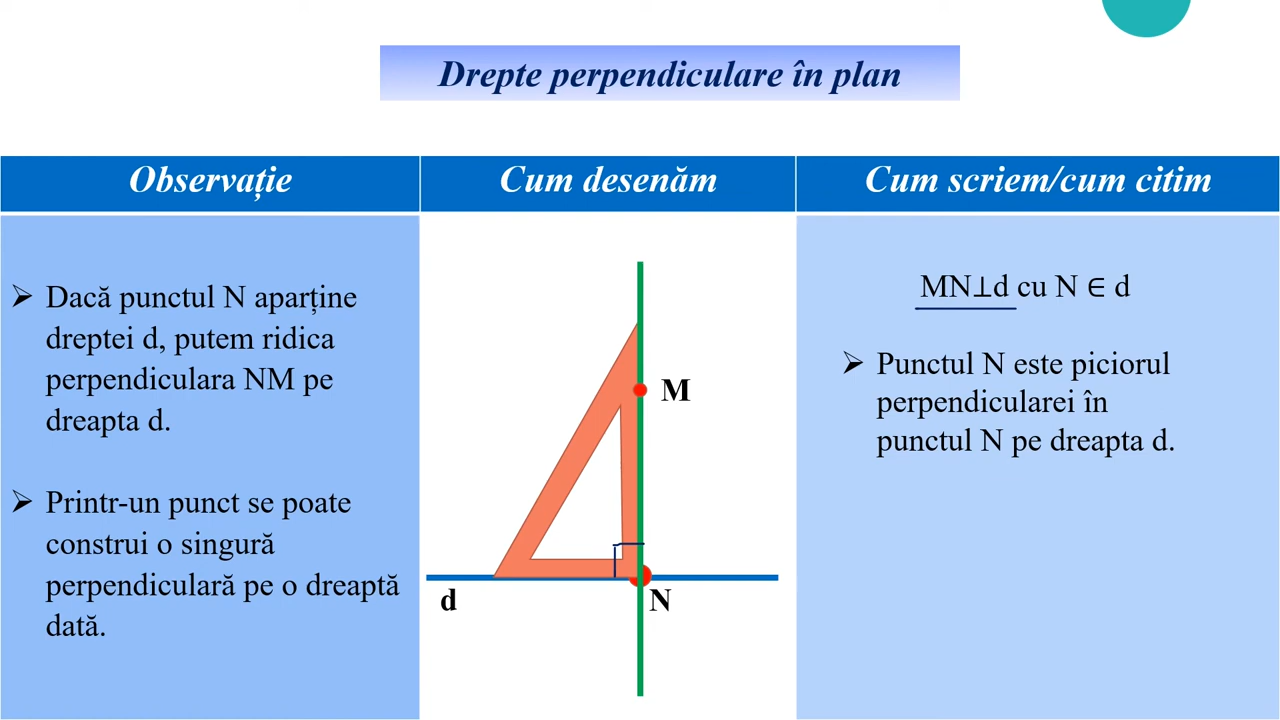 Drepte perpendiculare în plan
Observație
Cum desenăm
Cum scriem/cum citim
➢ Dacă punctul N aparține
dreptei d, putem ridica
perpendiculara NM pe
dreapta d.
➢ Printr-un punct se poate
construi o singură
perpendiculară pe o dreaptă
dată.
M
d
N
MN⊥d cu N ∈ d
➢ Punctul N este piciorul
perpendicularei în
punctul N pe dreapta d.